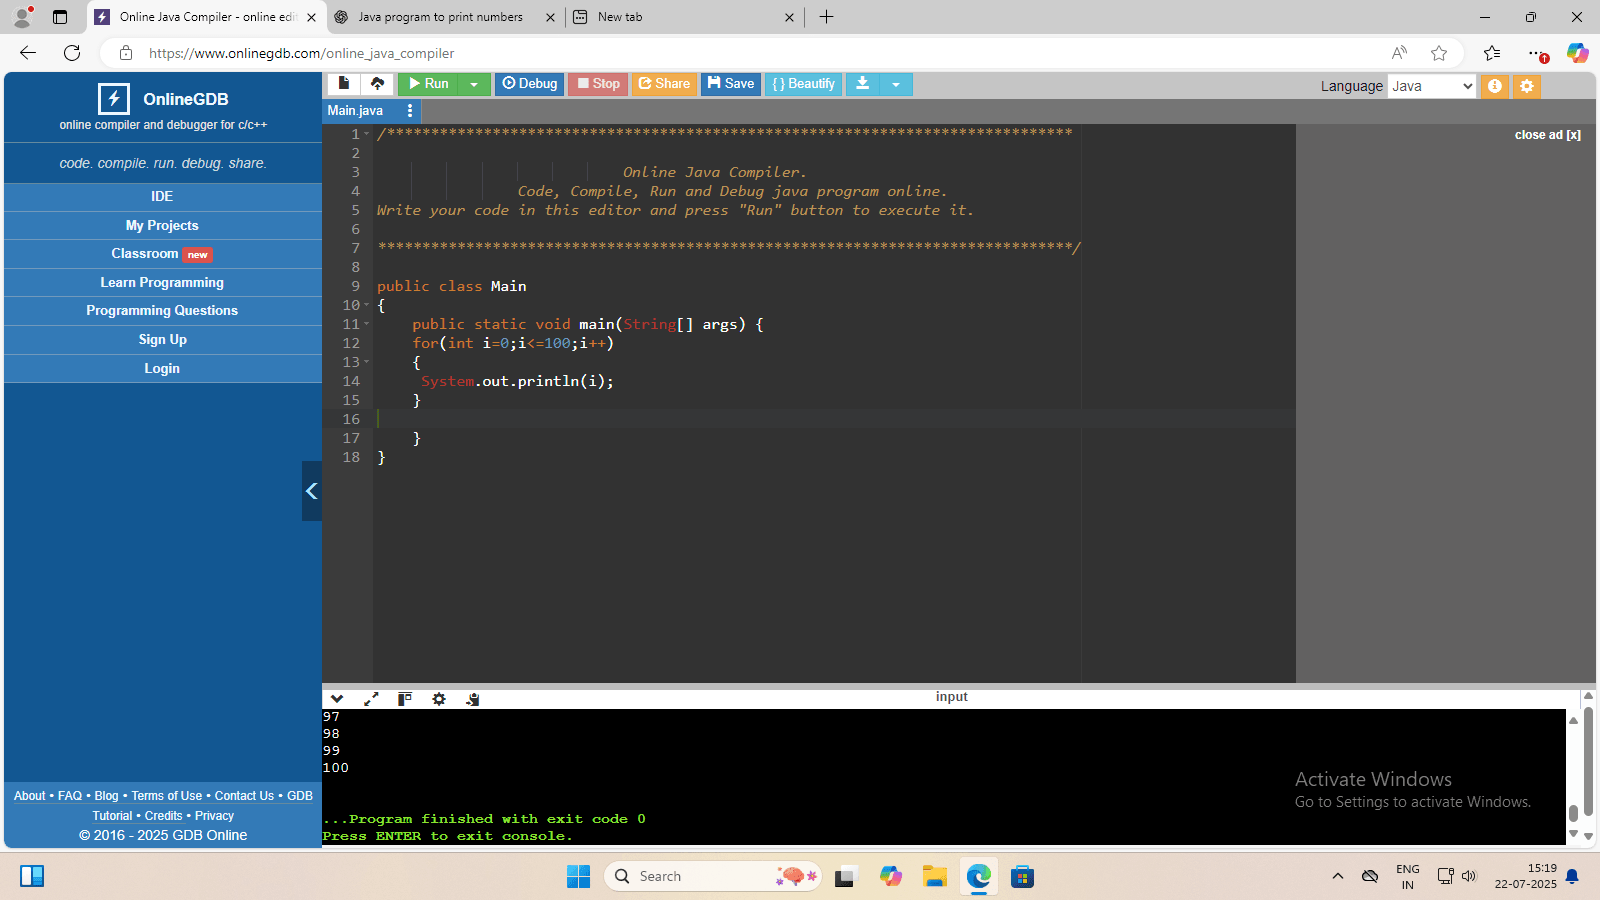 Online Java Compiler - online edit
Java program to print numbers
New tab
https://www.onlinegdb.com/online_java_compiler
OnlineGDB
online compiler and debugger for c/c++
code. compile. run. debug. share.
IDE
My Projects
Classroom new
Learn Programming
Programming Questions
Sign Up
Login
About • FAQ • Blog • Terms of Use • Contact Us • GDB
Tutorial • Credits • Privacy
© 2016 - 2025 GDB Online
Run Debug Stop Share Save { } Beautify
Language Java
Main.java
close ad [x]
1 /******************************************************************************
2
3 Online Java Compiler.
4 Code, Compile, Run and Debug java program online.
5 Write your code in this editor and press "Run" button to execute it.
6
7 *******************************************************************************/
8
9 public class Main
10 {
11 public static void main(String[] args) {
12 for(int i=0;i<=100;i++)
13 {
14 System.out.println(i);
15 }
16
17 }
18 }
input
97
98
99
100
...Program finished with exit code 0
Press ENTER to exit console.
Activate Windows
Go to Settings to activate Windows.
Search
ENG
IN
15:19
22-07-2025